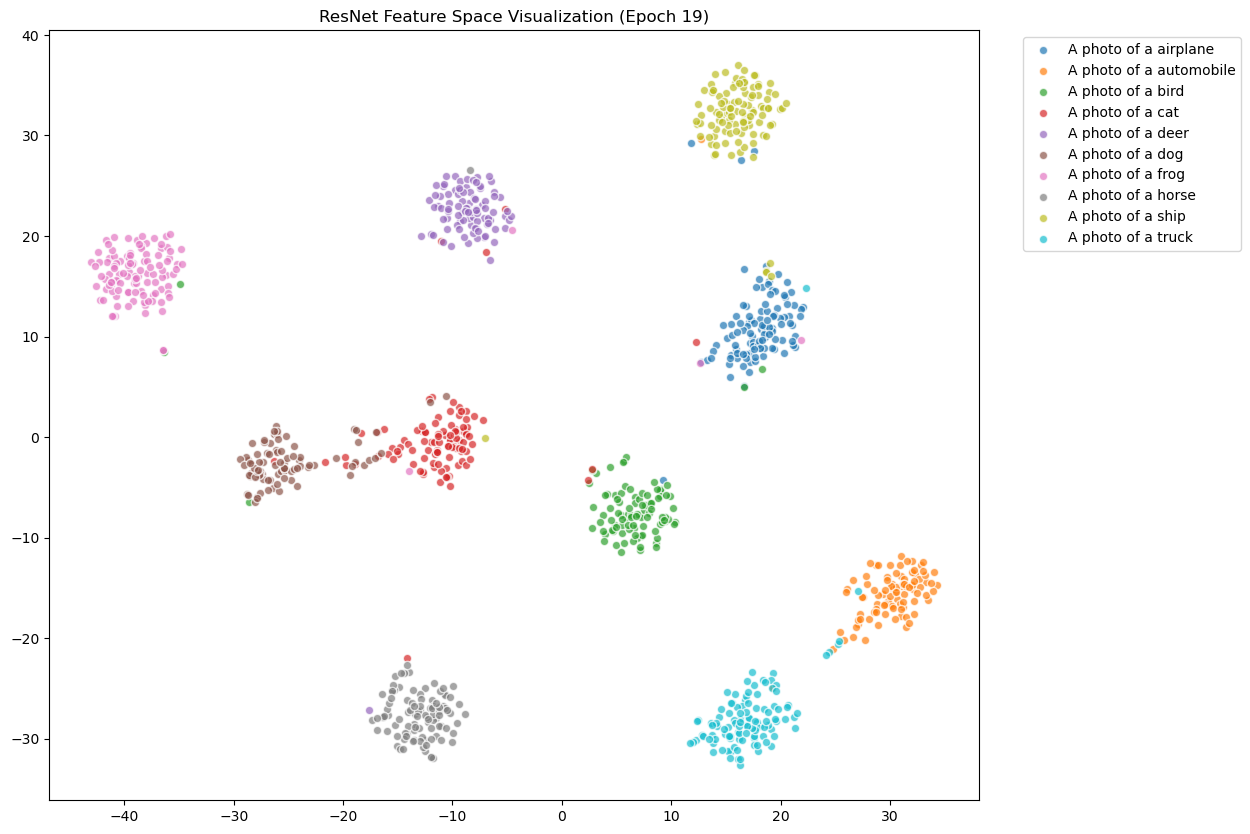 ResNet Feature Space Visualization (Epoch 19)
40
30
20
10
0
−10
−20
−30
−40
−30
−20
−10
0
10
20
30
A photo of a airplane
A photo of a automobile
A photo of a bird
A photo of a cat
A photo of a deer
A photo of a dog
A photo of a frog
A photo of a horse
A photo of a ship
A photo of a truck